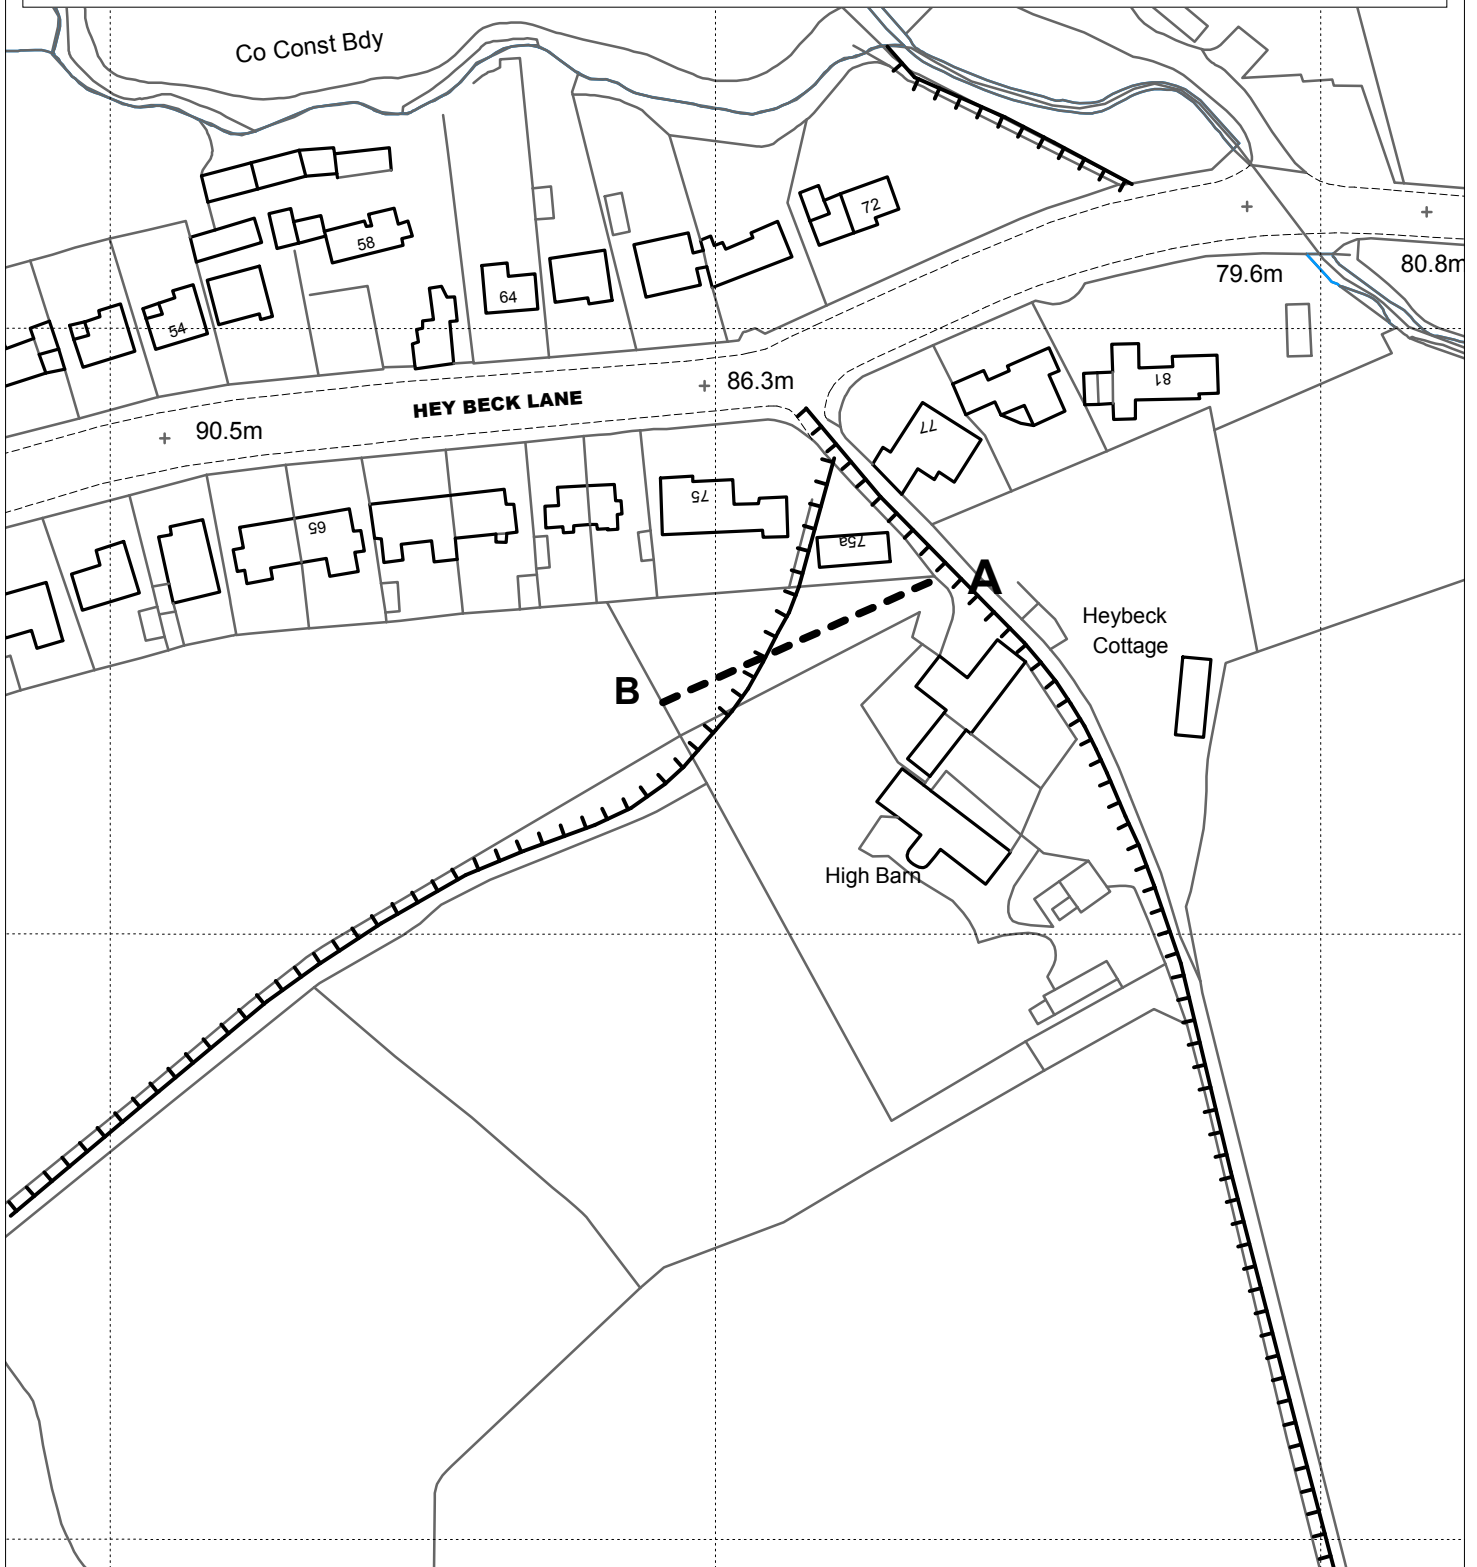 Co Const Bdy
72
58
79.6m
80.8m
64
54
86.3m
81
HEY BECK LANE
90.5m
77
75
65
75a
A
Heybeck
Cottage
B
High Barn